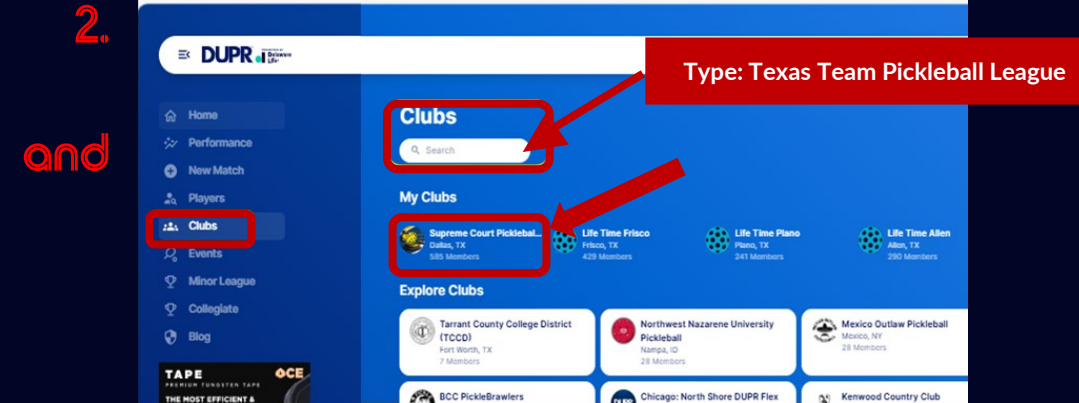 2.
and
DUPR
Type: Texas Team Pickleball League
Home
Performance
New Match
Players
Clubs
Events
Minor League
Collegiate
Blog
TAPE
PREMIUM TUNGSTEN TAPE
THE MOST EFFICIENT &
Clubs
Search
My Clubs
Supreme Court Picklebal...
Dallas, TX
585 Members
Life Time Frisco
Frisco, TX
429 Members
Life Time Plano
Plano, TX
241 Members
Life Time Allen
Allen, TX
290 Members
Explore Clubs
Tarrant County College District
(TCCD)
Fort Worth, TX
7 Members
Northwest Nazarene University
Pickleball
Nampa, ID
28 Members
Mexico Outlaw Pickleball
Mexico, NY
28 Members
BCC PickleBrawlers
Chicago: North Shore DUPR Flex
Kenwood Country Club